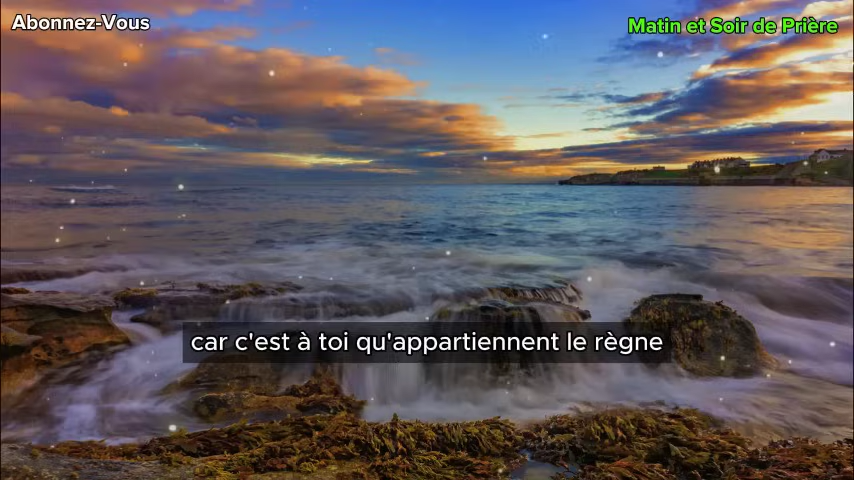 Abonnez-Vous
Matin et Soir de Prière
car c'est à toi qu'appartiennent le règne